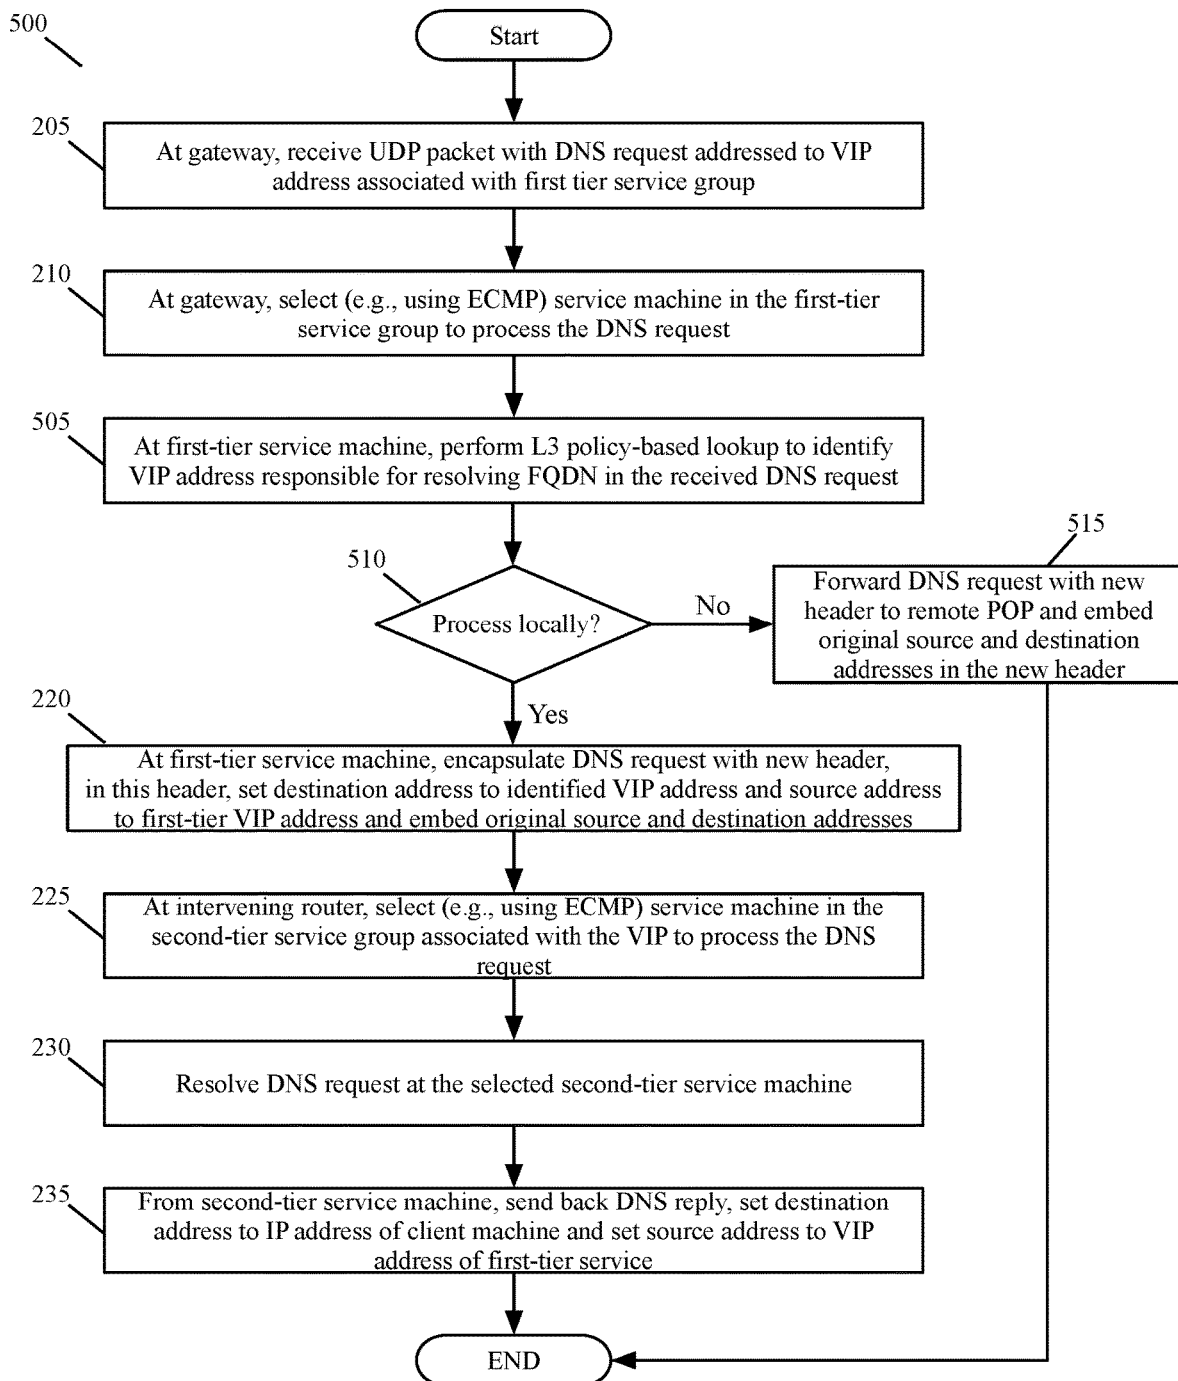 500
Start
205
At gateway, receive UDP packet with DNS request addressed to VIP
address associated with first tier service group
210
At gateway, select (e.g., using ECMP) service machine in the first-tier
service group to process the DNS request
505
At first-tier service machine, perform L3 policy-based lookup to identify
VIP address responsible for resolving FQDN in the received DNS request
510
Process locally?
No
515
Forward DNS request with new
header to remote POP and embed
original source and destination
addresses in the new header
Yes
220
At first-tier service machine, encapsulate DNS request with new header,
in this header, set destination address to identified VIP address and source address
to first-tier VIP address and embed original source and destination addresses
225
At intervening router, select (e.g., using ECMP) service machine in the
second-tier service group associated with the VIP to process the DNS
request
230
Resolve DNS request at the selected second-tier service machine
235
From second-tier service machine, send back DNS reply, set destination
address to IP address of client machine and set source address to VIP
address of first-tier service
END